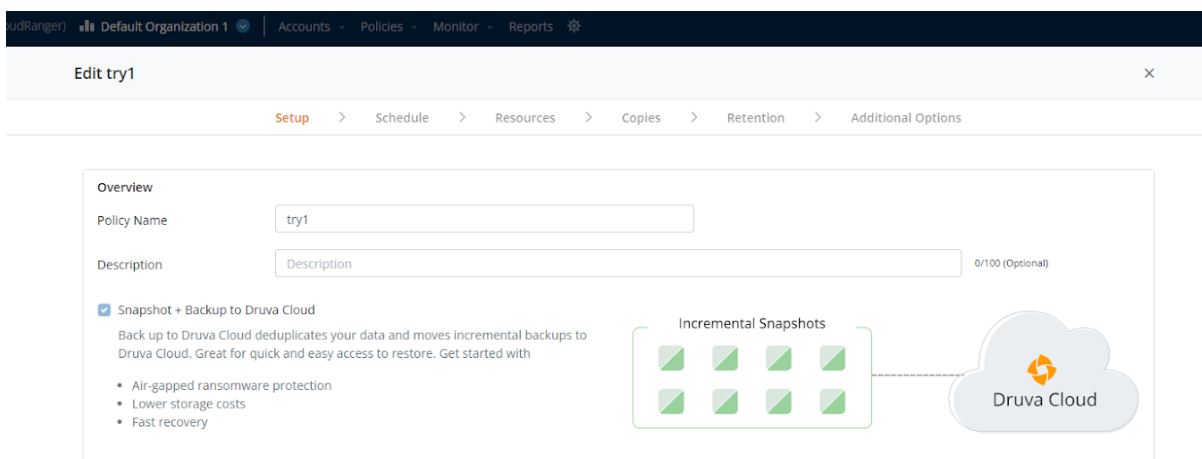 udRanger) Default Organization 1 Accounts Policies Monitor Reports
Edit try1
Setup > Schedule > Resources > Copies > Retention > Additional Options
Overview
Policy Name try1
Description Description 0/100 (Optional)
Snapshot + Backup to Druva Cloud
Back up to Druva Cloud deduplicates your data and moves incremental backups to
Druva Cloud. Great for quick and easy access to restore. Get started with
• Air-gapped ransomware protection
• Lower storage costs
• Fast recovery
Incremental Snapshots
Druva Cloud